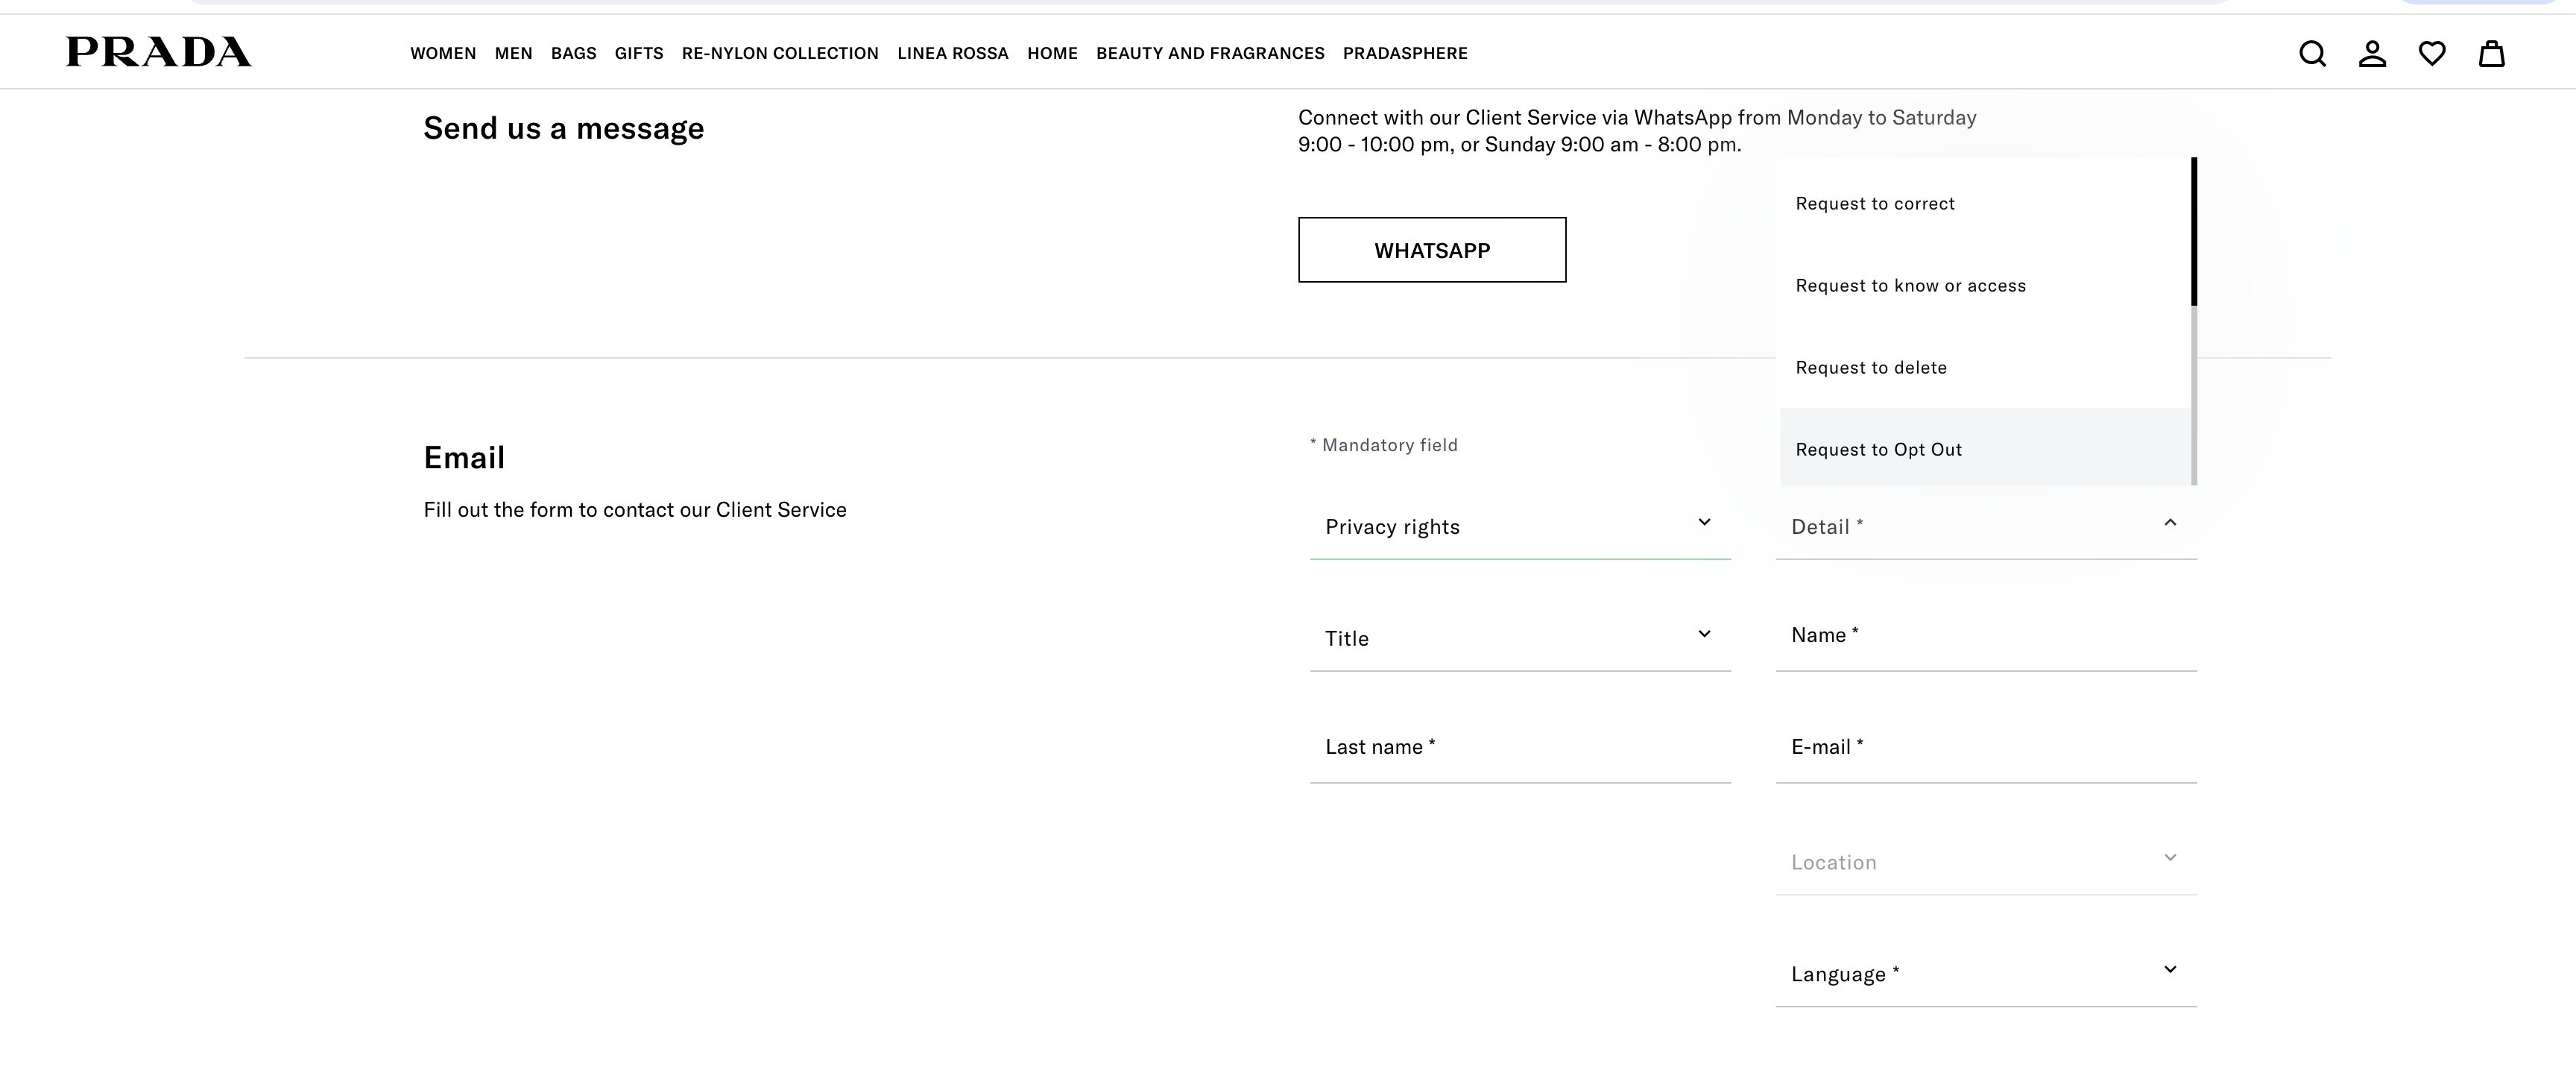 PRADA
WOMEN MEN BAGS GIFTS RE-NYLON COLLECTION LINEA ROSSA HOME BEAUTY AND FRAGRANCES PRADASPHERE
Send us a message
Connect with our Client Service via WhatsApp from Monday to Saturday
9:00 - 10:00 pm, or Sunday 9:00 am - 8:00 pm.
WHATSAPP
Request to correct
Request to know or access
Request to delete
Request to Opt Out
Email
Fill out the form to contact our Client Service
* Mandatory field
Privacy rights
Detail *
Title
Name *
Last name *
E-mail *
Location
Language *